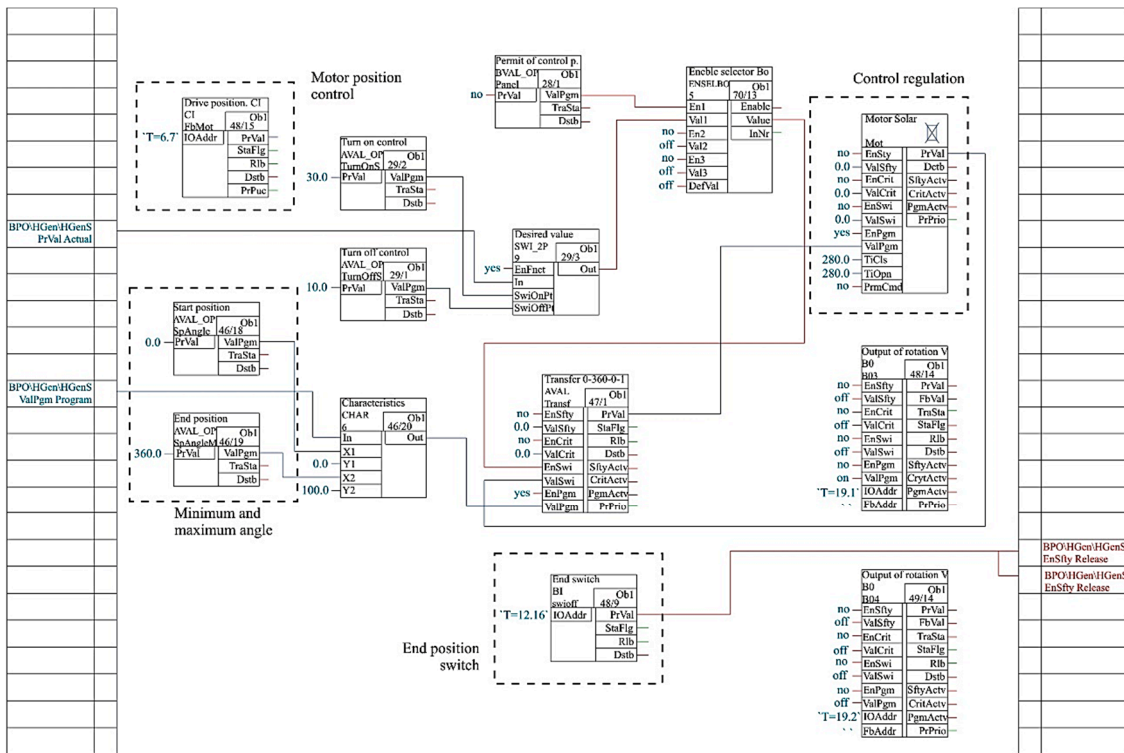 Motor position
control
Control regulation
Minimum and
maximum angle
End position
switch
Drive position. CI
CI
Ob1
FbMot
48/15
`T=6.7'
IOAddr
PrVal
StaFlg
Rlb
Dstb
PrPuc
Turn on control
AVAL_OP
Ob1
TurnOnS
29/2
30.0
PrVal
ValPgm
TraSta
Dstb
Turn off control
AVAL_OP
Ob1
TurnOffS
29/1
10.0
PrVal
ValPgm
TraSta
Dstb
BPO\HGen\HGenS
PrVal Actual
BPO\HGen\HGenS
ValPgm Program
Start position
AVAL_OP
Ob1
SpAngle
46/18
0.0
PrVal
ValPgm
TraSta
Dstb
End position
AVAL_OP
Ob1
SpAngleM
46/19
360.0
PrVal
ValPgm
TraSta
Dstb
Characteristics
CHAR
Ob1
6
46/20
In
Out
X1
0.0
Y1
X2
100.0
Y2
Permit of control p.
BVAL_OP
Ob1
Panel
28/1
no
PrVal
ValPgm
TraSta
Dstb
Desired value
SWI_2P
Ob1
9
29/3
yes
EnFnct
Out
In
SwiOnPt
SwiOffPt
Eneble selector Bo
ENSELBO
Ob1
5
70/13
En1
Enable
Val1
Value
no
En2
InNr
off
Val2
no
En3
off
Val3
off
DefVal
Transfer 0-360-0-1
AVAL
Ob1
Transf
47/1
no
EnSfty
PrVal
0.0
ValSfty
StaFlg
no
EnCrit
Rlb
0.0
ValCrit
Dstb
EnSwi
SftyActv
ValSwi
CritActv
yes
EnPgm
PgmActv
ValPgm
PrPrio
End switch
BI
Ob1
swioff
48/9
`T=12.16'
IOAddr
PrVal
StaFlg
Rlb
Dstb
Motor Solar
Mot
no
EnSty
PrVal
0.0
ValSfty
Dctb
no
EnCrit
SftyActv
0.0
ValCrit
CritActv
no
EnSwi
PgmActv
0.0
ValSwi
PrPrio
yes
EnPgm
ValPgm
280.0
TiCls
280.0
TiOpn
no
PrmCmd
Output of rotation V
B0
Ob1
B03
48/14
no
EnSfty
PrVal
off
ValSfty
FbVal
no
EnCrit
TnaSta
off
ValCrit
StaFlg
no
EnSwi
Rlb
off
ValSwi
Dstb
no
EnPgm
SftyActv
on
ValPgm
CrytActv
`T=19.1'
IOAddr
PgmActv
` `
FbAddr
PrPrio
BPO\HGen\HGenS
EnSfty Release
BPO\HGen\HGenS
EnSfty Release
Output of rotation V
B0
Ob1
B04
49/14
no
EnSfty
PrVal
off
ValSfty
FbVal
no
EnCrit
TraSta
off
ValCrit
StaFlg
no
EnSwi
Rlb
off
ValSwi
Dstb
no
EnPgm
SftyActv
off
ValPgm
CritActv
`T=19.2'
IOAddr
PgmActv
` `
FbAddr
PrPrio